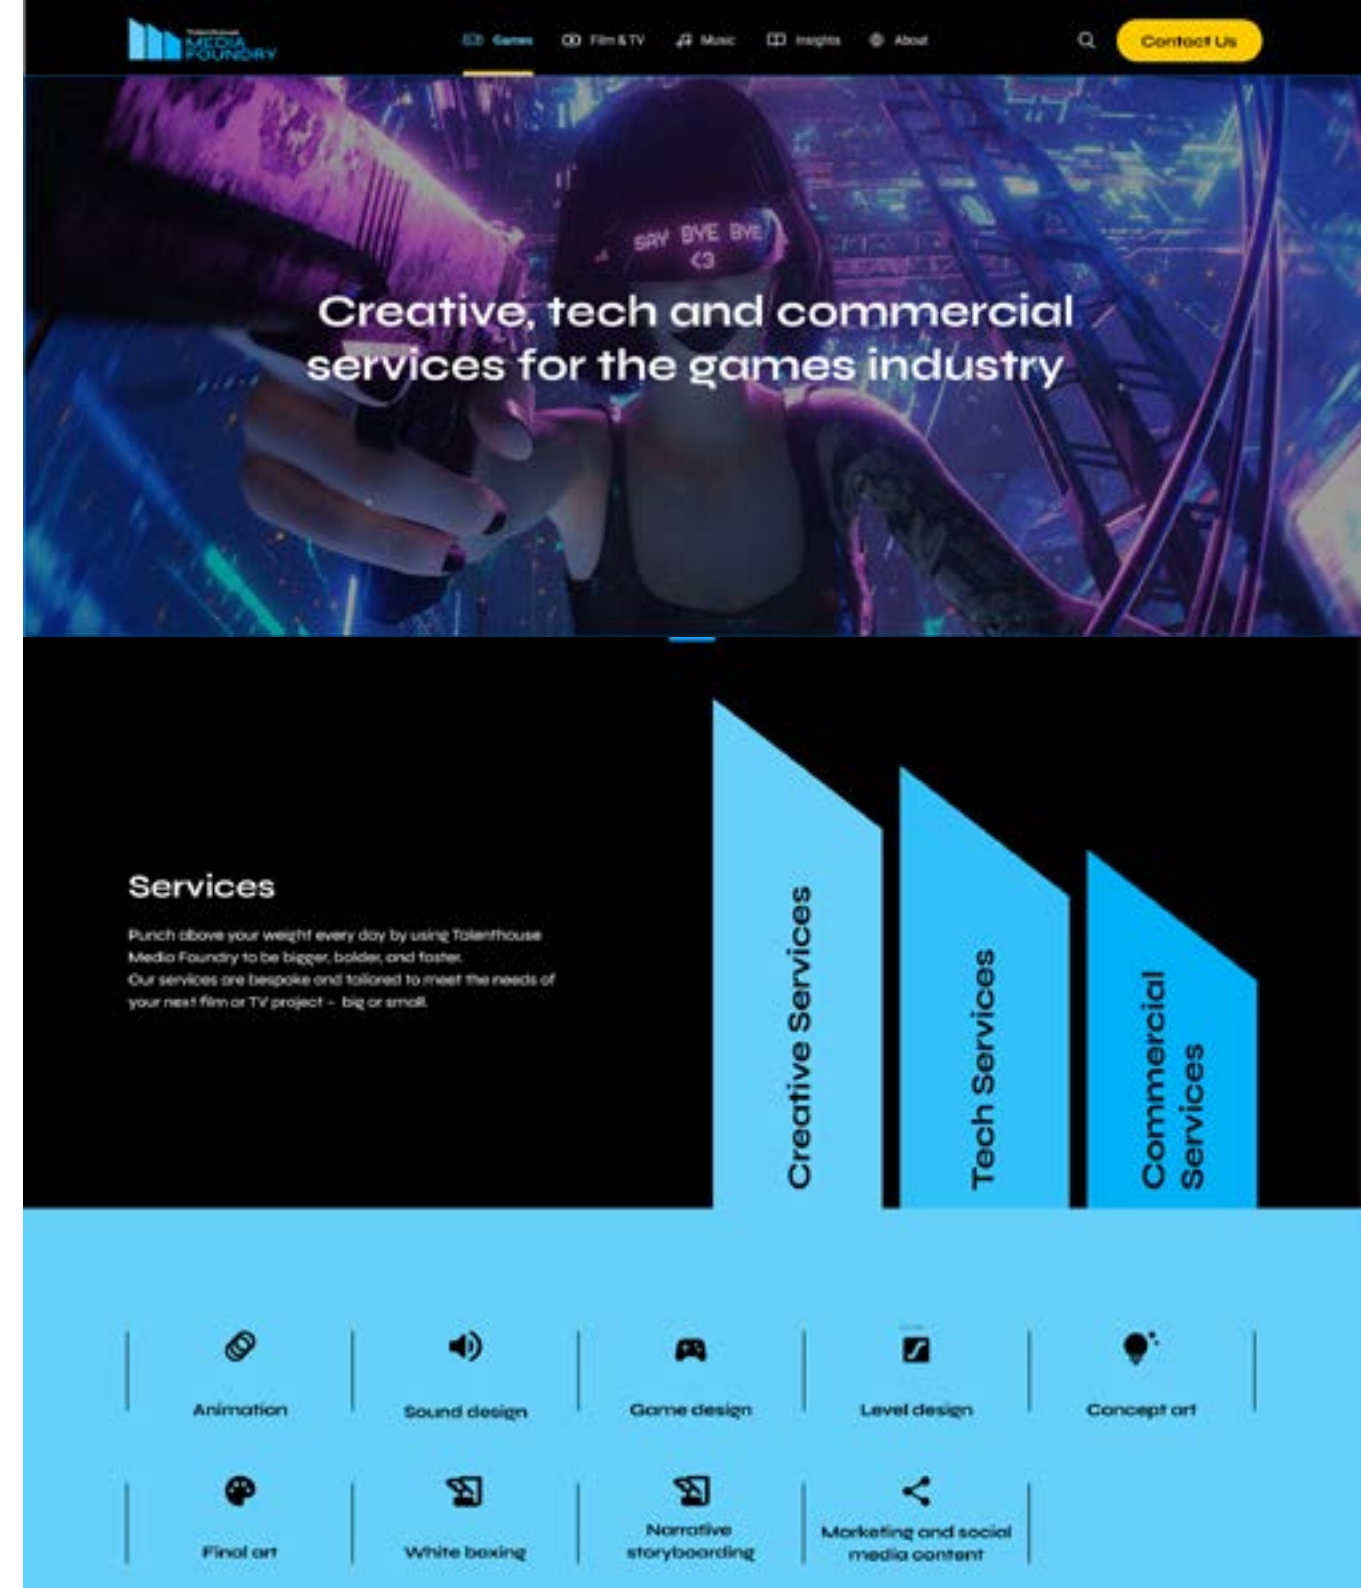 Talenthouse
MEDIA
FOUNDRY
Games
Film & TV
Music
Insights
About
Contact Us
SAY BYE BYE
<3
Creative, tech and commercial
services for the games industry
Services
Punch above your weight every day by using Talenthouse
Media Foundry to be bigger, bolder, and faster.
Our services are bespoke and tailored to meet the needs of
your next film or TV project – big or small.
Creative Services
Tech Services
Commercial
Services
Animation
Sound design
Game design
Level design
Concept art
Final art
White boxing
Narrative
storyboarding
Marketing and social
media content